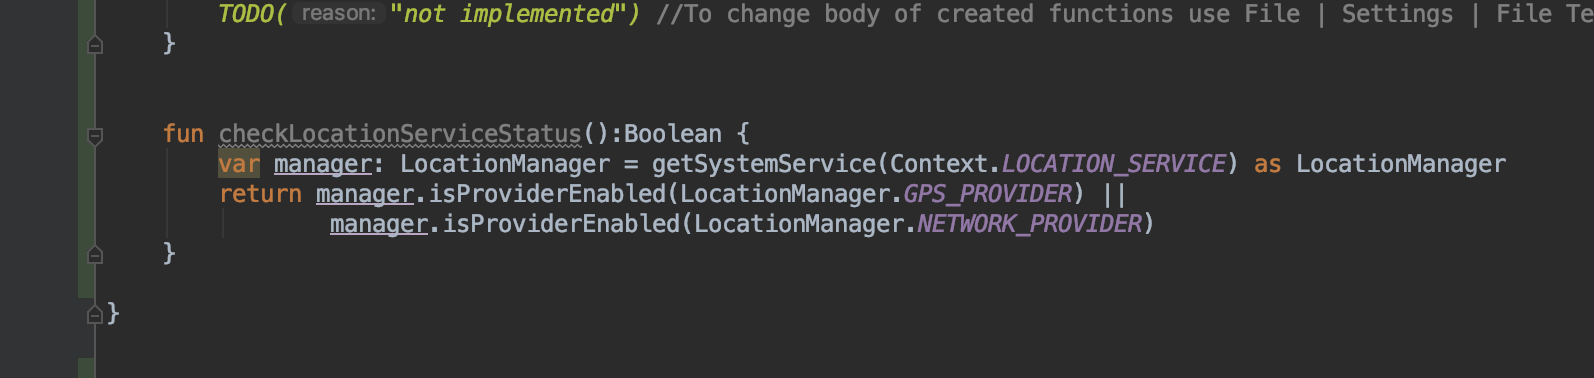 TODO( reason: "not implemented") //To change body of created functions use File | Settings | File Te
}
fun checkLocationServiceStatus():Boolean {
var manager: LocationManager = getSystemService(Context.LOCATION_SERVICE) as LocationManager
return manager.isProviderEnabled(LocationManager.GPS_PROVIDER) ||
manager.isProviderEnabled(LocationManager.NETWORK_PROVIDER)
}
}